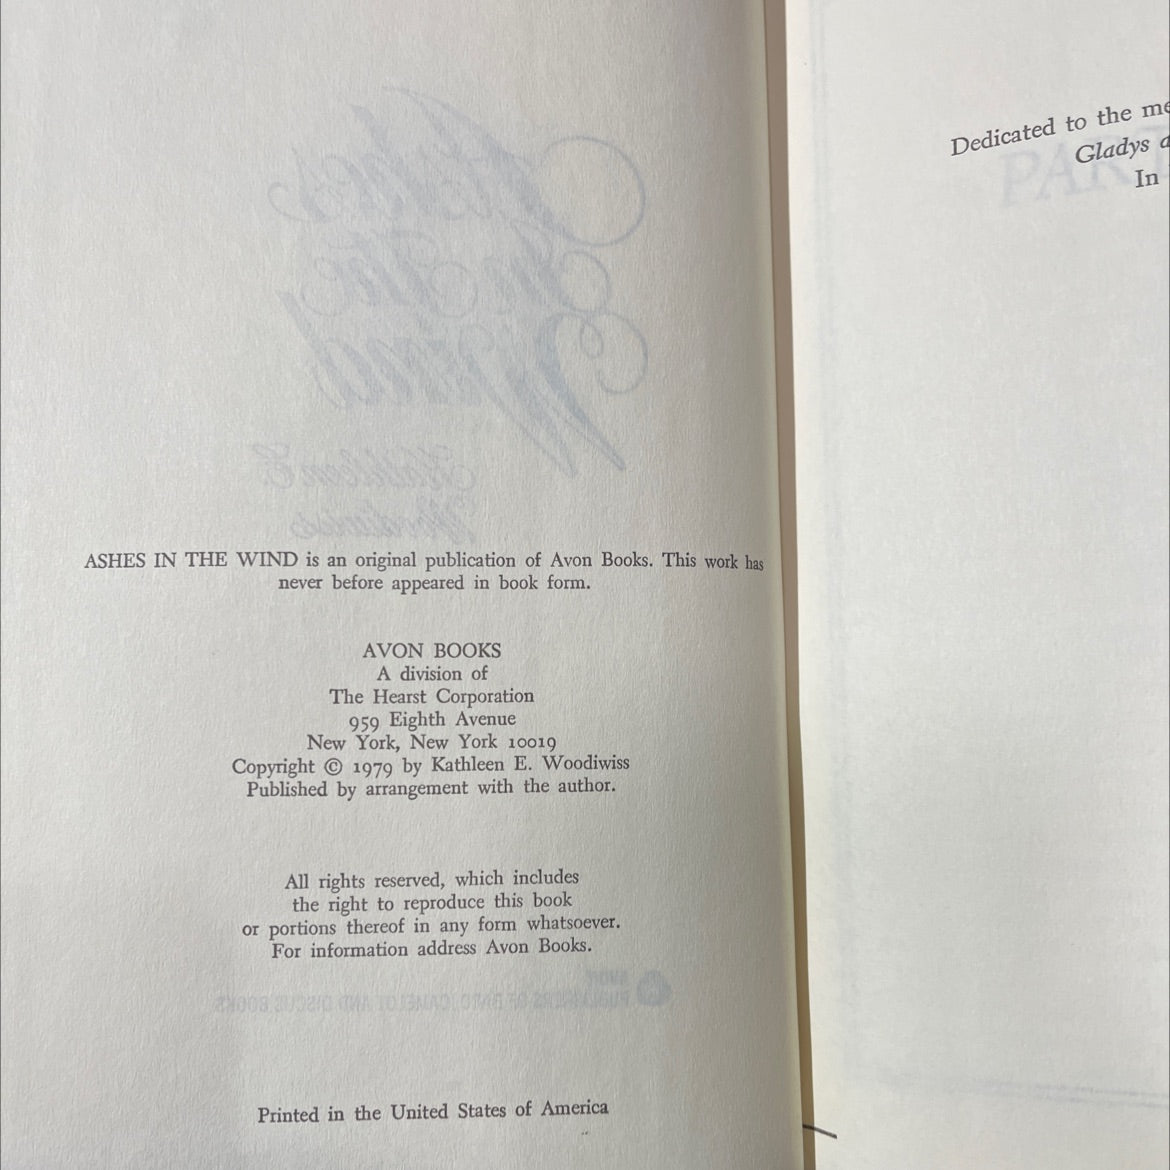 ASHES IN THE WIND is an original publication of Avon Books. This work has
never before appeared in book form.
AVON BOOKS
A division of
The Hearst Corporation
959 Eighth Avenue
New York, New York 10019
Copyright © 1979 by Kathleen E. Woodiwiss
Published by arrangement with the author.
All rights reserved, which includes
the right to reproduce this book
or portions thereof in any form whatsoever.
For information address Avon Books.
Printed in the United States of America
Dedicated to the
Gladys
In